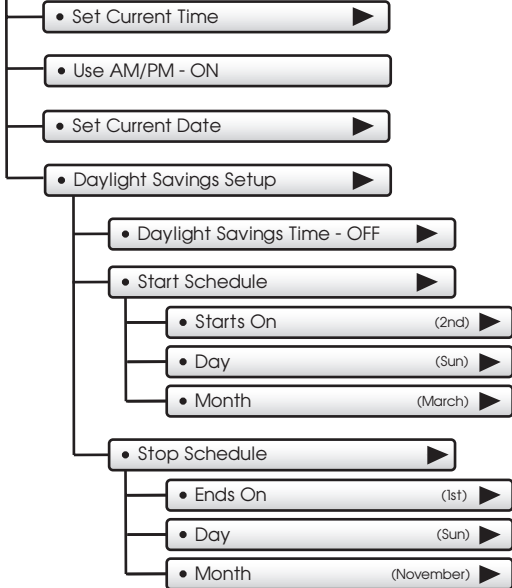 • Set Current Time
• Use AM/PM - ON
• Set Current Date
• Daylight Savings Setup
• Daylight Savings Time - OFF
• Start Schedule
• Starts On (2nd)
• Day (Sun)
• Month (March)
• Stop Schedule
• Ends On (1st)
• Day (Sun)
• Month (November)